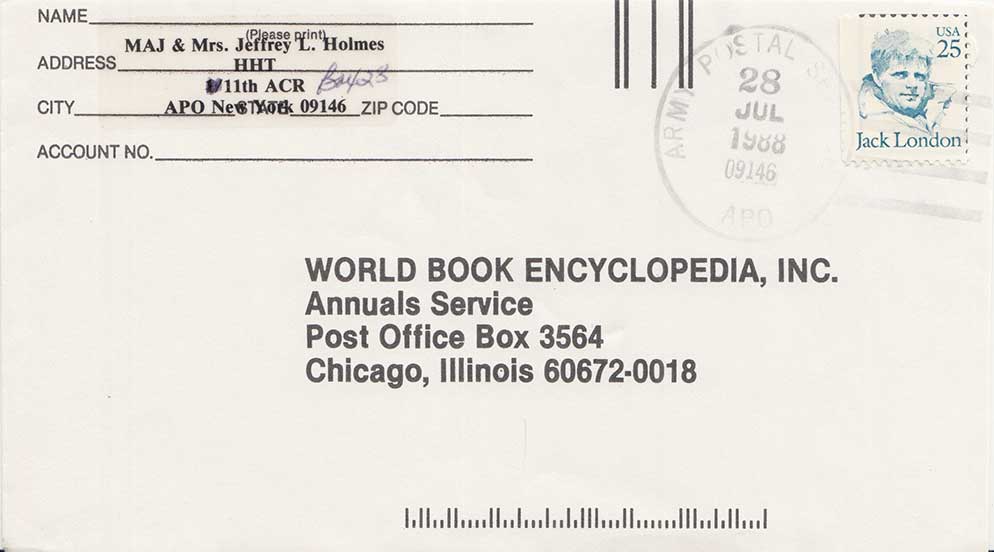 NAME
(Please print)
MAJ & Mrs. Jeffrey L. Holmes
ADDRESS
HHT
11th ACR Box 28
CITY STATE ZIP CODE
APO New York 09146
ACCOUNT NO.
ARMY POSTAL
28
JUL
1988
09146
APO
USA
25
Jack London
WORLD BOOK ENCYCLOPEDIA, INC.
Annuals Service
Post Office Box 3564
Chicago, Illinois 60672-0018